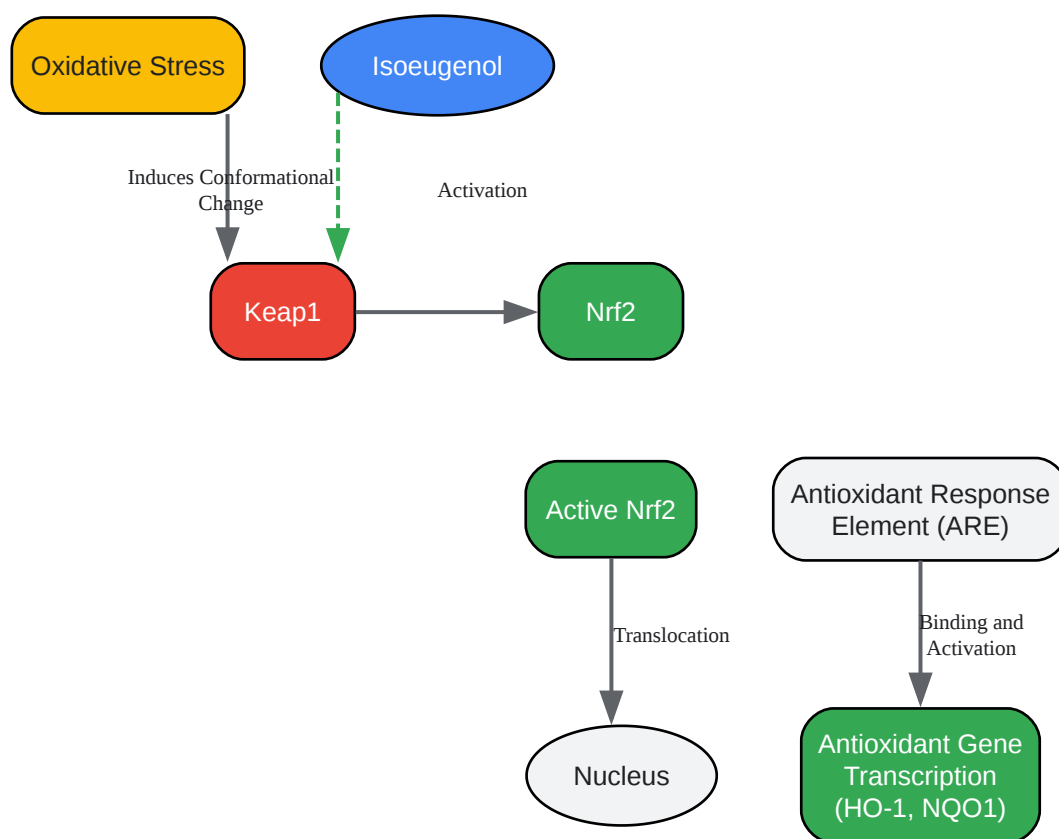 Oxidative Stress
Isoeugenol
Induces Conformational
Change
Activation
Keap1
Nrf2
Active Nrf2
Antioxidant Response
Element (ARE)
Translocation
Binding and
Activation
Nucleus
Antioxidant Gene
Transcription
(HO-1, NQO1)